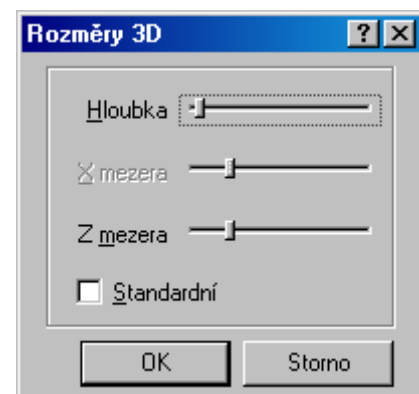 Rozměry 3D
Hloubka
X mezera
Z mezera
Standardní
OK Storno